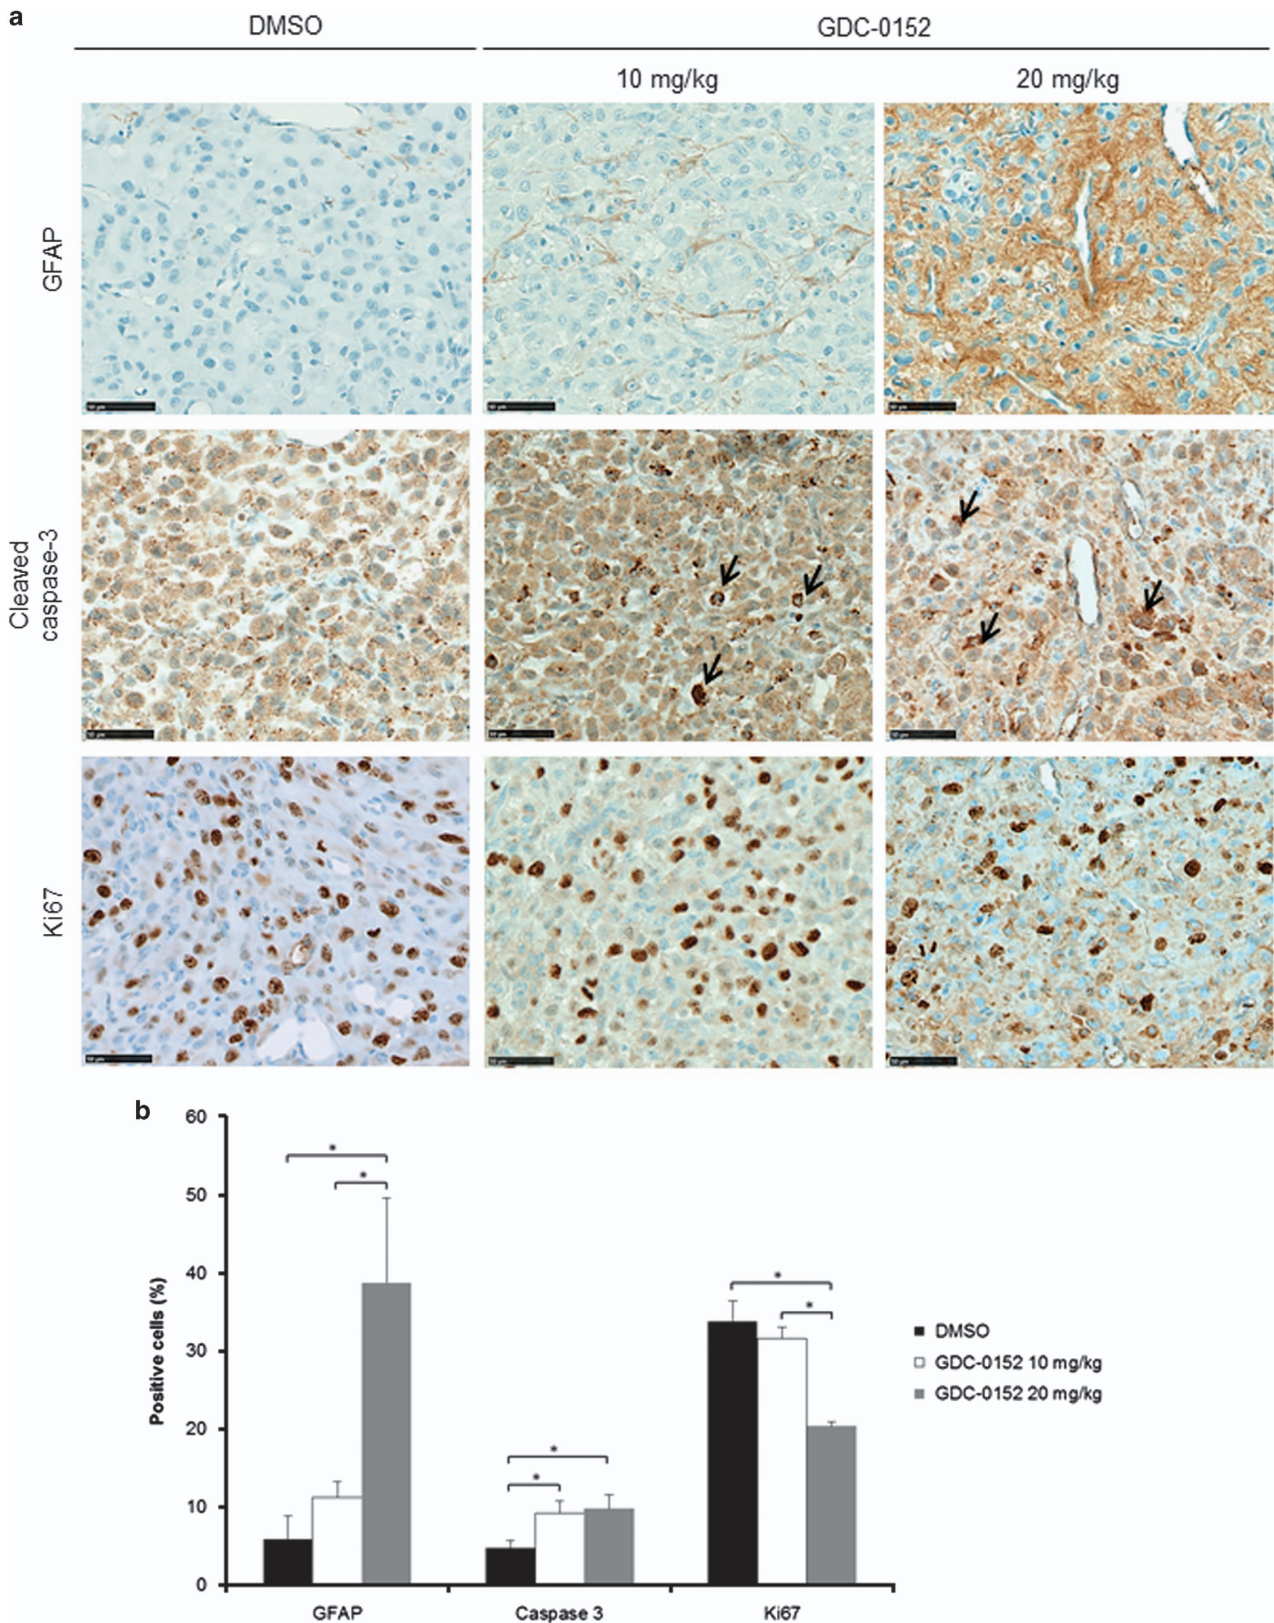 a
DMSO
GDC-0152
10 mg/kg
20 mg/kg
GFAP
Cleaved
caspase-3
Ki67
b
60
50
40
30
20
10
0
Positive cells (%)
*
*
*
*
*
*
GFAP
Caspase 3
Ki67
DMSO
GDC-0152 10 mg/kg
GDC-0152 20 mg/kg